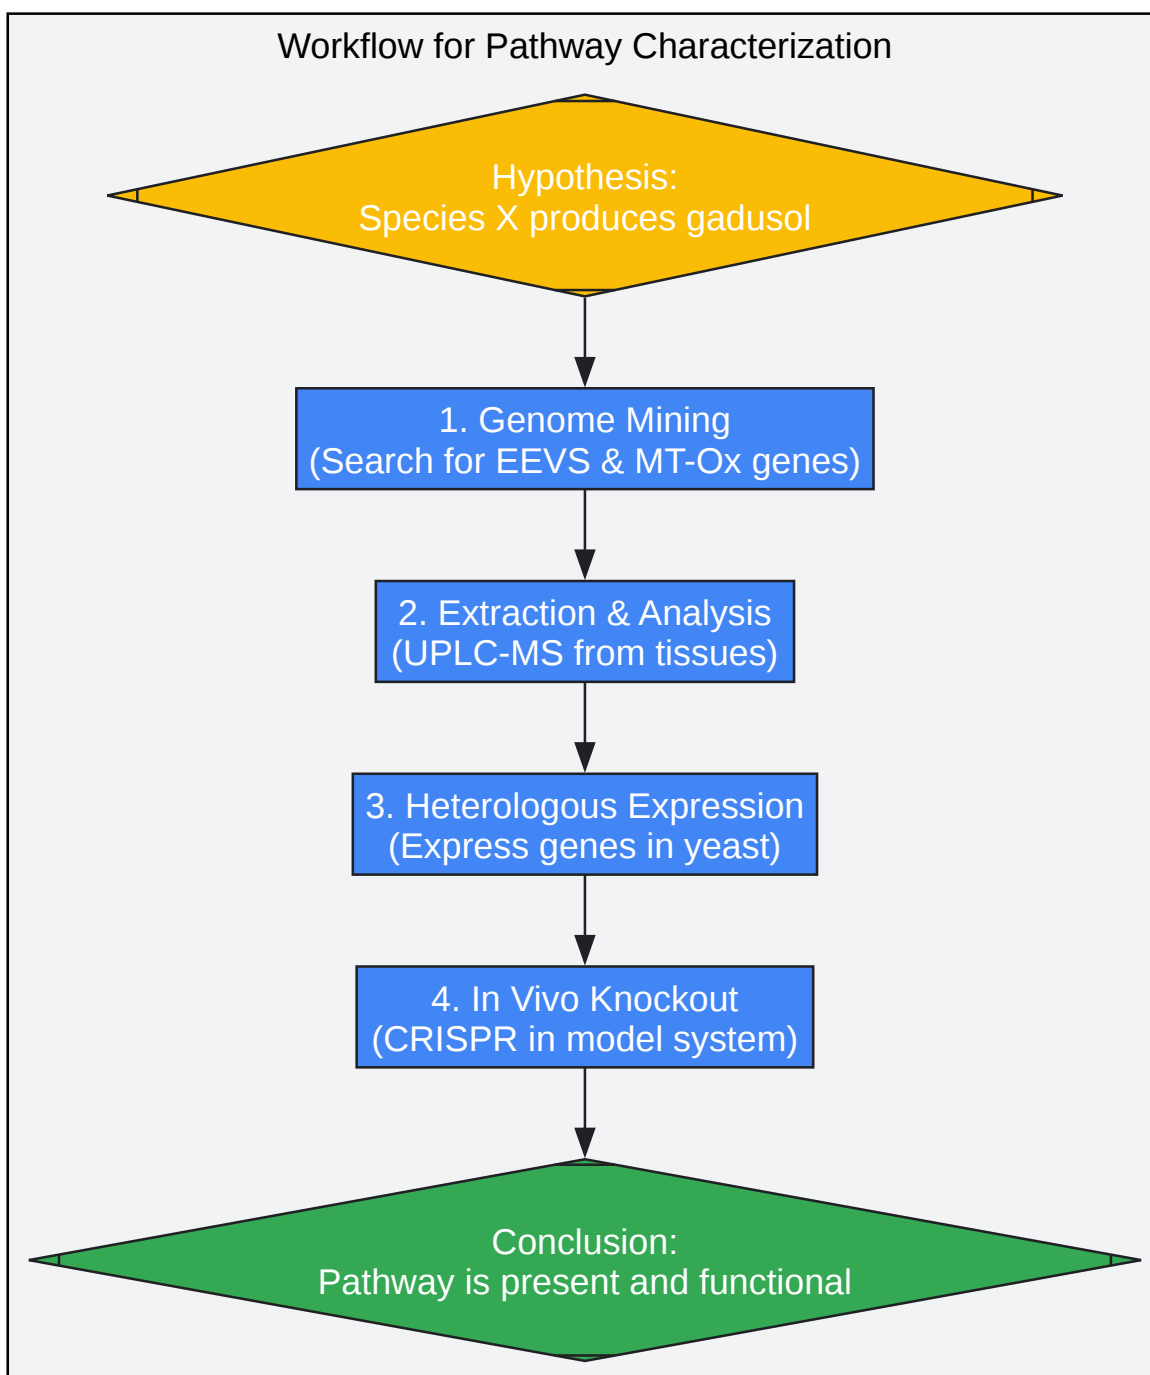 Workflow for Pathway Characterization
Hypothesis:
Species X produces gadusol
1. Genome Mining
(Search for EEVS & MT-Ox genes)
2. Extraction & Analysis
(UPLC-MS from tissues)
3. Heterologous Expression
(Express genes in yeast)
4. In Vivo Knockout
(CRISPR in model system)
Conclusion:
Pathway is present and functional